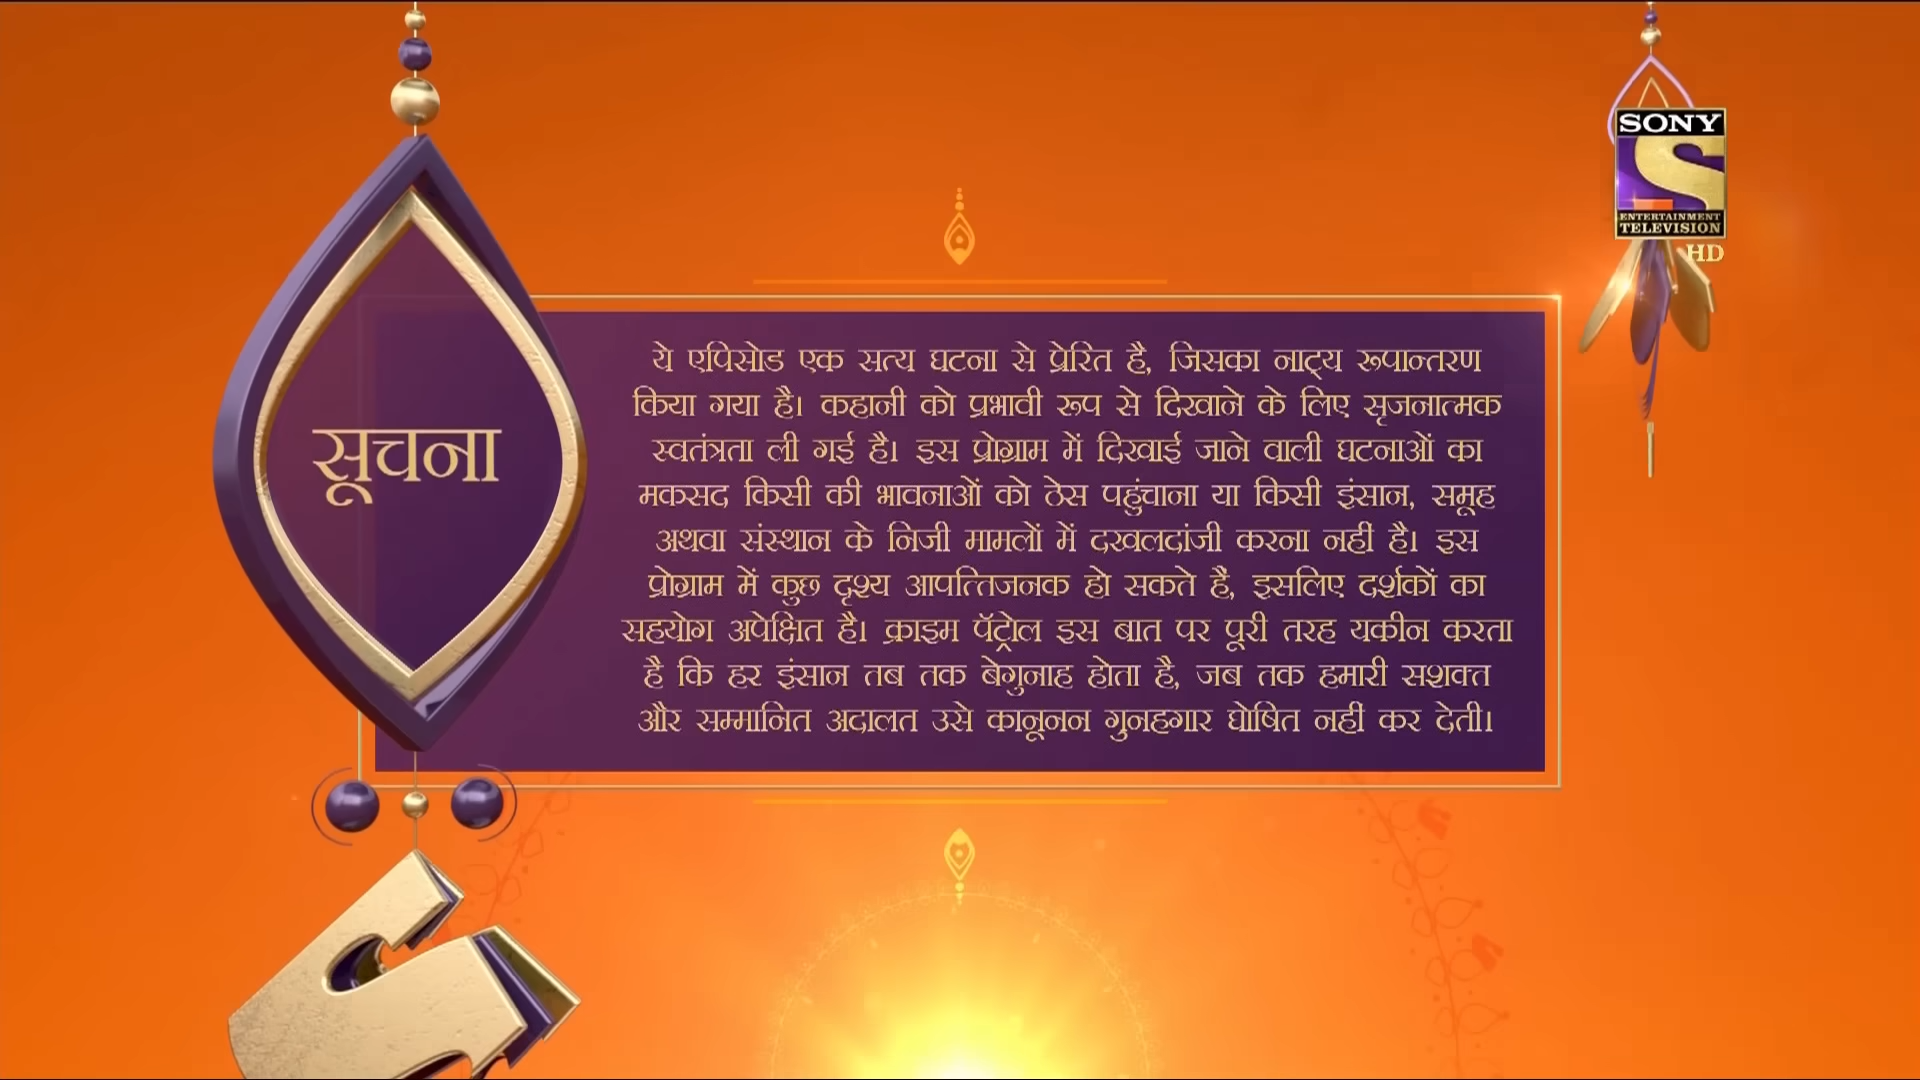 सूचना
ये एपिसोड एक सत्य घटना से प्रेरित है, जिसका नाट्य रूपान्तरण
किया गया है। कहानी को प्रभावी रूप से दिखाने के लिए सृजनात्मक
स्वतंत्रता ली गई है। इस प्रोग्राम में दिखाई जाने वाली घटनाओं का
मकसद किसी की भावनाओं को ठेस पहुंचाना या किसी इंसान, समूह
अथवा संस्थान के निजी मामलों में दखलदांजी करना नहीं है। इस
प्रोग्राम में कुछ दृश्य आपत्तिजनक हो सकते हैं, इसलिए दर्शकों का
सहयोग अपेक्षित है। क्राइम पॅट्रोल इस बात पर पूरी तरह यकीन करता
है कि हर इंसान तब तक बेगुनाह होता है, जब तक हमारी सशक्त
और सम्मानित अदालत उसे कानूनन गुनहगार घोषित नहीं कर देती।
SONY
ENTERTAINMENT
TELEVISION
HD